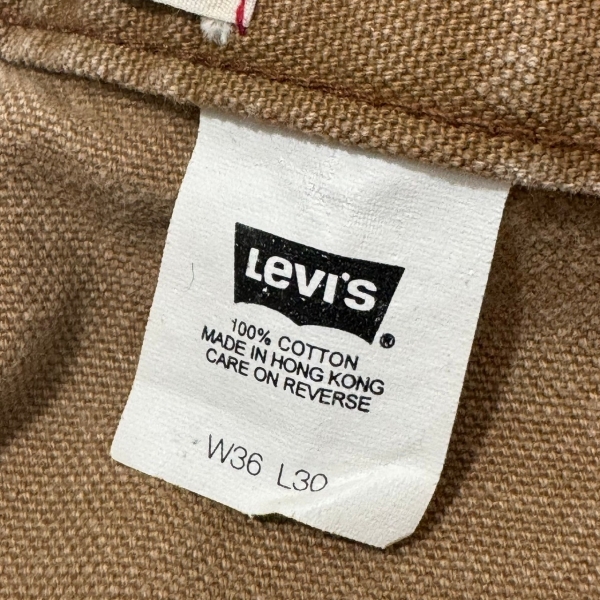 Levi's
®
100% COTTON
MADE IN HONG KONG
CARE ON REVERSE
W36 L30